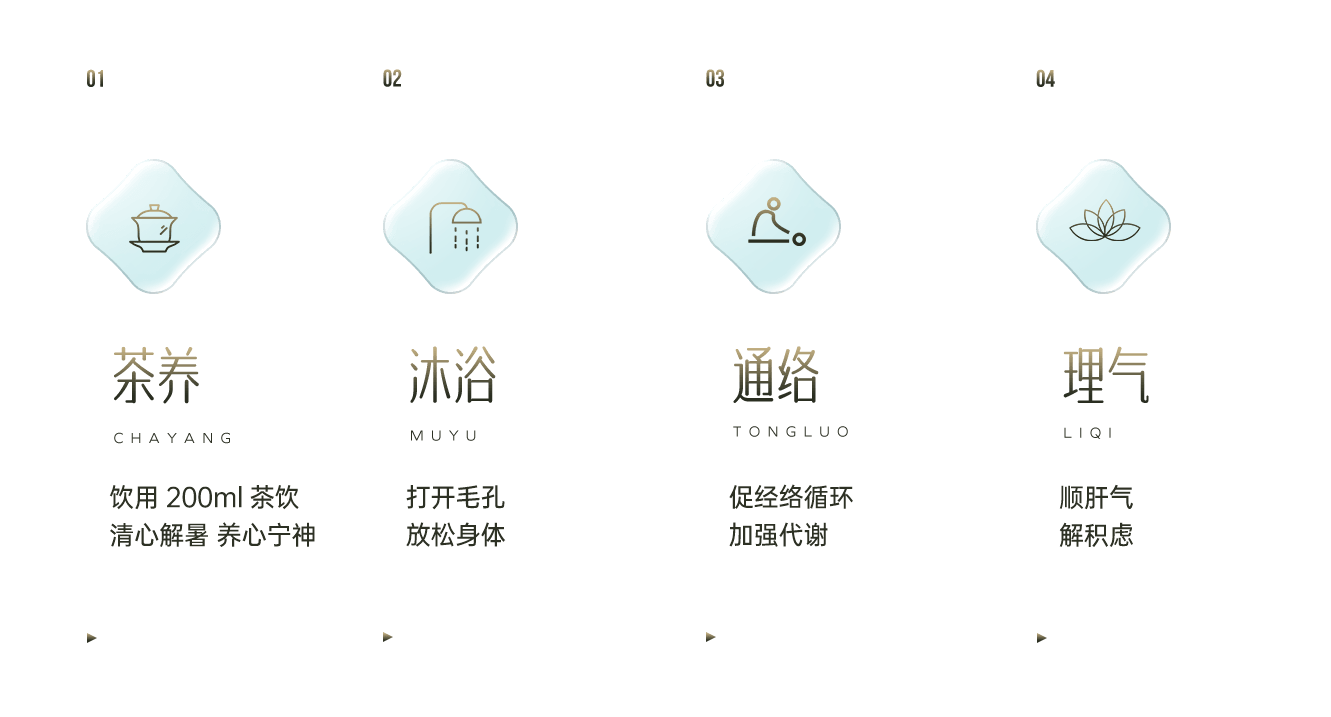 01
茶养
CHAYANG
饮用 200ml 茶饮
清心解暑 养心宁神
02
沐浴
MUYU
打开毛孔
放松身体
03
通络
TONGLUO
促经络循环
加强代谢
04
理气
LIQI
顺肝气
解积虑